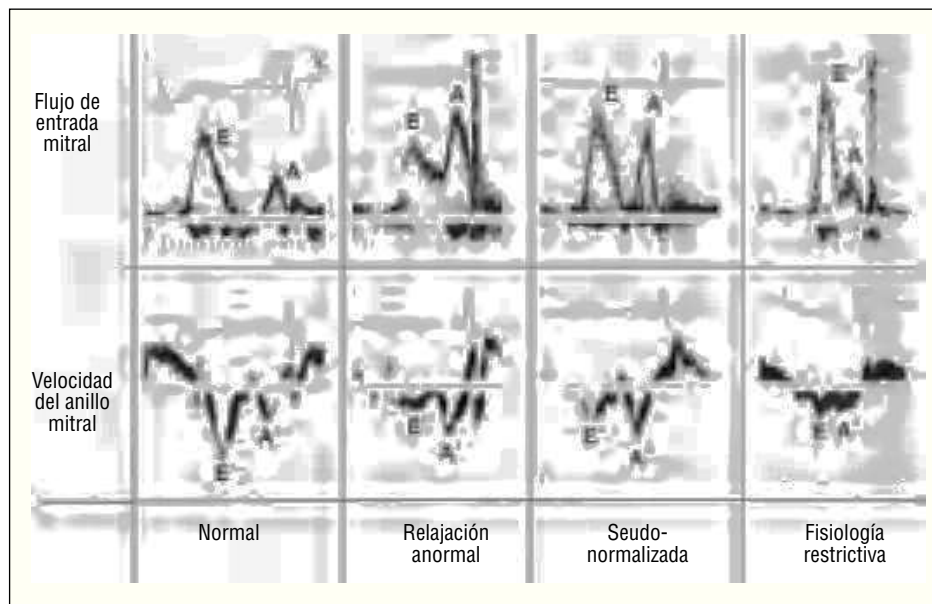 Flujo de
entrada
mitral
E
A
E
A
E
A
E
A
Velocidad
del anillo
mitral
E'
A'
E'
A'
E'
A'
E'
A'
Normal
Relajación
anormal
Seudo-
normalizada
Fisiología
restrictiva